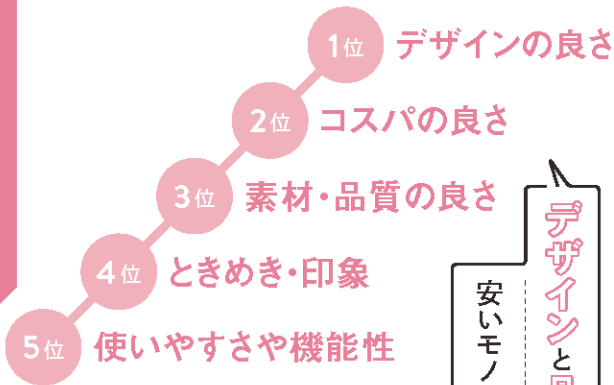 1位 デザインの良さ
2位 コスパの良さ
3位 素材・品質の良さ
4位 ときめき・印象
5位 使いやすさや機能性
デザインと
安いモノ